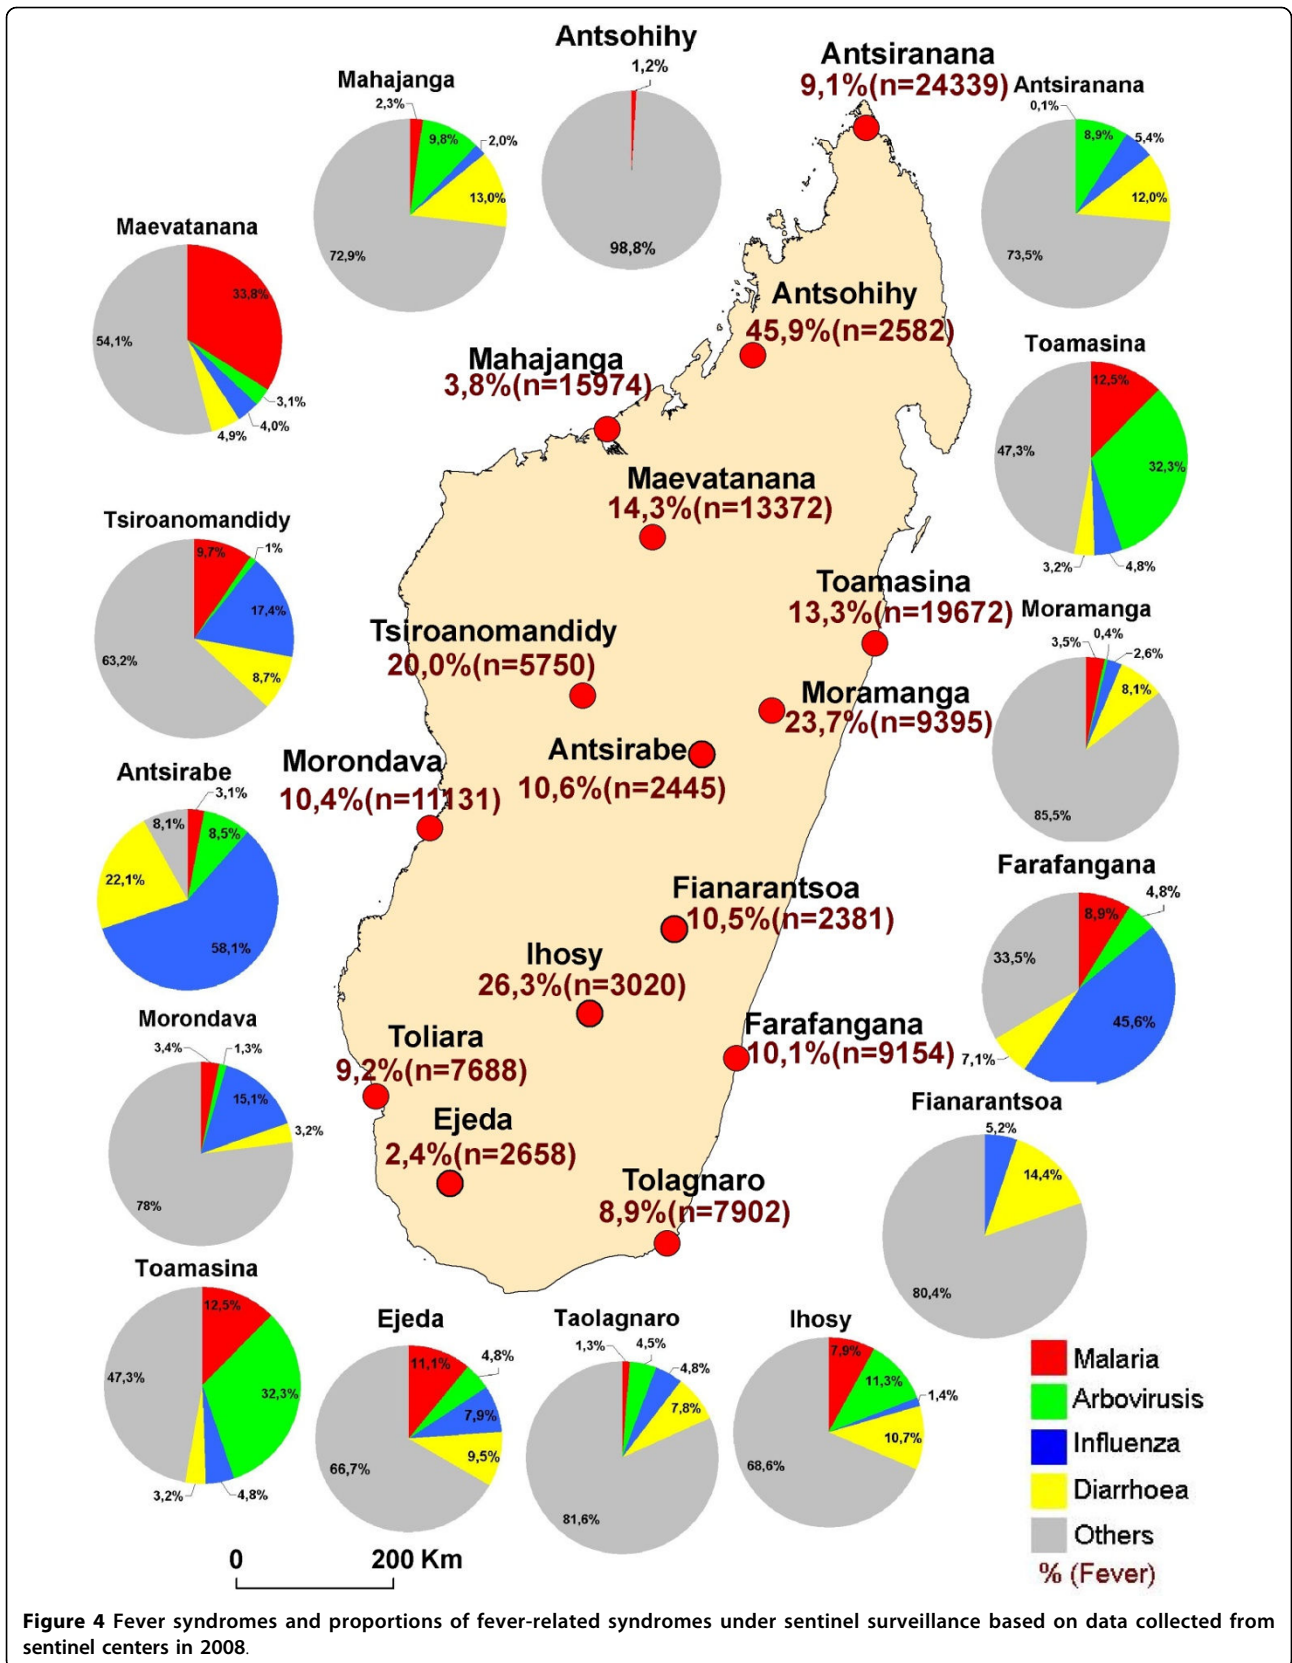 Antsohihy
1,2%
98,8%
Mahajanga
2,3%
9,8%
2,0%
13,0%
72,9%
Antsiranana
9,1%(n=24339)
Antsiranana
0,1%
8,9%
5,4%
12,0%
73,5%
Maevatanana
33,8%
54,1%
3,1%
4,0%
4,9%
Antsohihy
45,9%(n=2582)
Mahajanga
3,8%(n=15974)
Toamasina
12,5%
47,3%
32,3%
3,2%
4,8%
Maevatanana
14,3%(n=13372)
Tsiroanomandidy
9,7%
1%
17,4%
63,2%
8,7%
Toamasina
13,3%(n=19672)
Moramanga
3,5%
0,4%
2,6%
8,1%
85,5%
Tsiroanomandidy
20,0%(n=5750)
Moramanga
23,7%(n=9395)
Antsirabe
10,6%(n=2445)
Morondava
10,4%(n=11131)
Antsirabe
3,1%
8,1%
8,5%
22,1%
58,1%
Farafangana
8,9%
4,8%
33,5%
45,6%
7,1%
Fianarantsoa
10,5%(n=2381)
Ihosy
26,3%(n=3020)
Farafangana
10,1%(n=9154)
Morondava
3,4%
1,3%
15,1%
3,2%
78%
Toliara
9,2%(n=7688)
Ejeda
2,4%(n=2658)
Tolagnaro
8,9%(n=7902)
Fianarantsoa
5,2%
14,4%
80,4%
Toamasina
12,5%
47,3%
32,3%
3,2%
4,8%
Ejeda
11,1%
4,8%
7,9%
9,5%
66,7%
Taolagnaro
1,3%
4,5%
4,8%
7,8%
81,6%
Ihosy
7,9%
11,3%
1,4%
10,7%
68,6%
Malaria
Arbovirusis
Influenza
Diarrhoea
Others
% (Fever)
0 200 Km
Figure 4 Fever syndromes and proportions of fever-related syndromes under sentinel surveillance based on data collected from
sentinel centers in 2008.